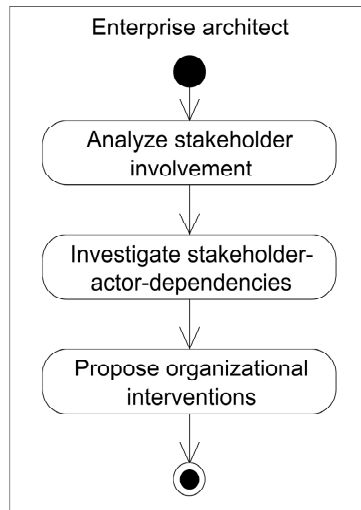 Enterprise architect
Analyze stakeholder
involvement
Investigate stakeholder-
actor-dependencies
Propose organizational
interventions